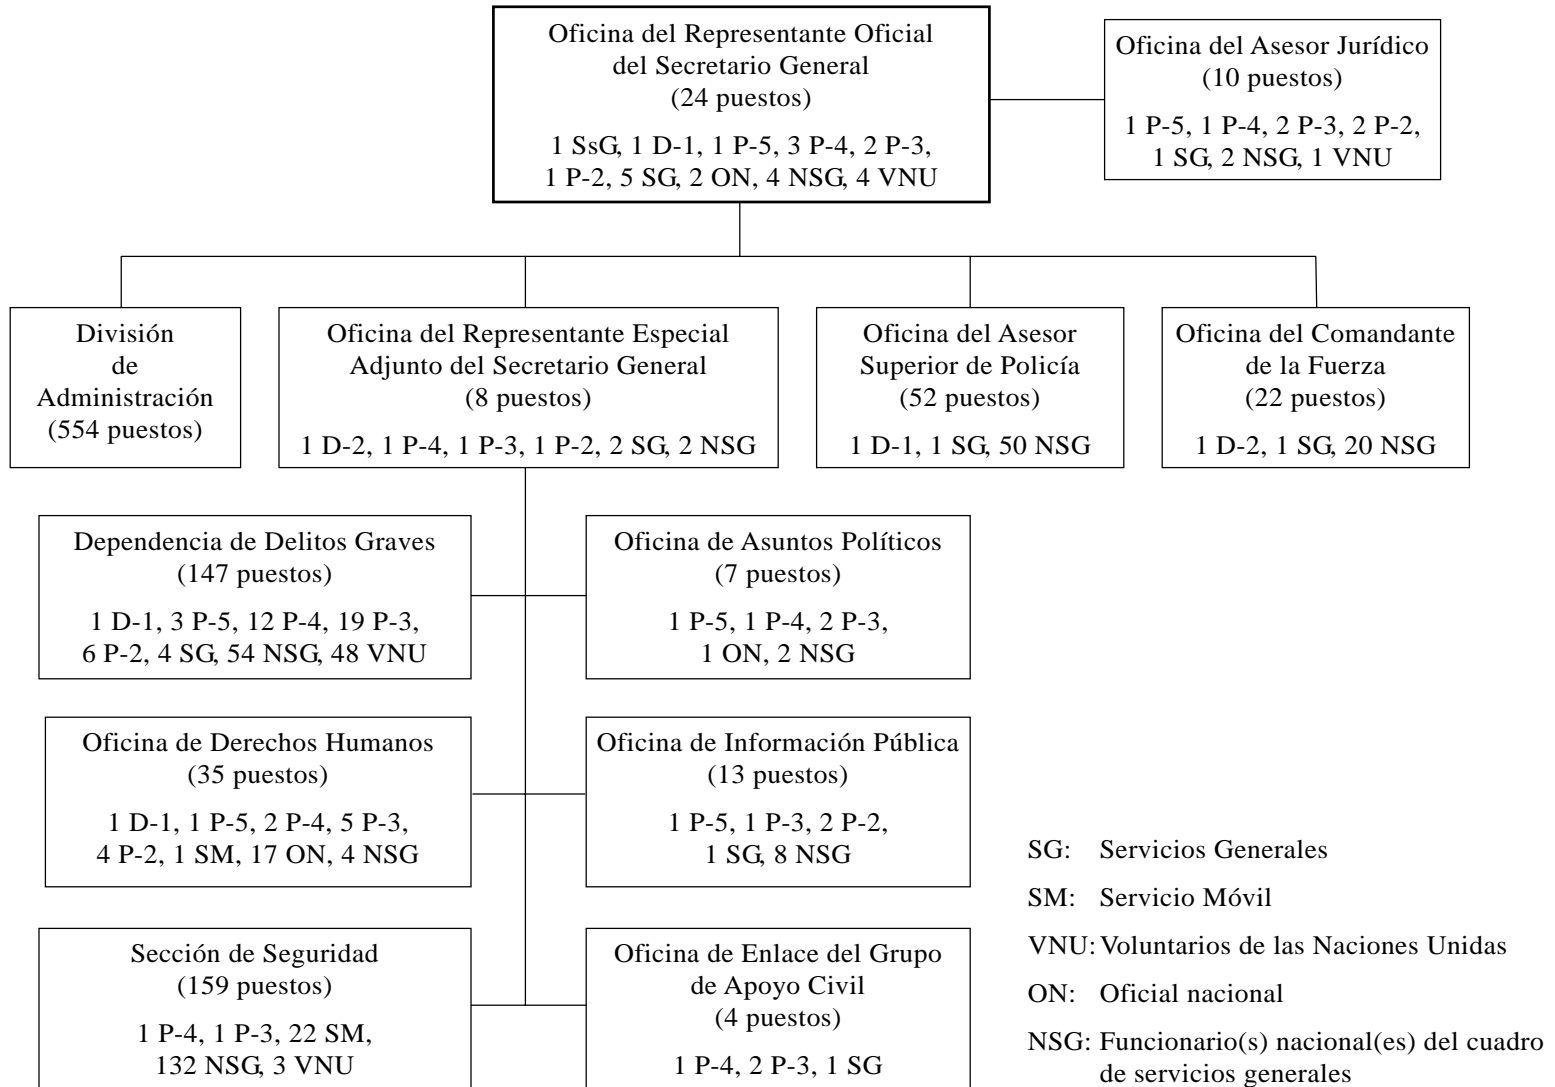 Oficina del Representante Oficial
del Secretario General
(24 puestos)
1 SsG, 1 D-1, 1 P-5, 3 P-4, 2 P-3,
1 P-2, 5 SG, 2 ON, 4 NSG, 4 VNU
Oficina del Asesor Jurídico
(10 puestos)
1 P-5, 1 P-4, 2 P-3, 2 P-2,
1 SG, 2 NSG, 1 VNU
División
de
Administración
(554 puestos)
Oficina del Representante Especial
Adjunto del Secretario General
(8 puestos)
1 D-2, 1 P-4, 1 P-3, 1 P-2, 2 SG, 2 NSG
Oficina del Asesor
Superior de Policía
(52 puestos)
1 D-1, 1 SG, 50 NSG
Oficina del Comandante
de la Fuerza
(22 puestos)
1 D-2, 1 SG, 20 NSG
Dependencia de Delitos Graves
(147 puestos)
1 D-1, 3 P-5, 12 P-4, 19 P-3,
6 P-2, 4 SG, 54 NSG, 48 VNU
Oficina de Asuntos Políticos
(7 puestos)
1 P-5, 1 P-4, 2 P-3,
1 ON, 2 NSG
Oficina de Derechos Humanos
(35 puestos)
1 D-1, 1 P-5, 2 P-4, 5 P-3,
4 P-2, 1 SM, 17 ON, 4 NSG
Oficina de Información Pública
(13 puestos)
1 P-5, 1 P-3, 2 P-2,
1 SG, 8 NSG
Sección de Seguridad
(159 puestos)
1 P-4, 1 P-3, 22 SM,
132 NSG, 3 VNU
Oficina de Enlace del Grupo
de Apoyo Civil
(4 puestos)
1 P-4, 2 P-3, 1 SG
SG: Servicios Generales
SM: Servicio Móvil
VNU: Voluntarios de las Naciones Unidas
ON: Oficial nacional
NSG: Funcionario(s) nacional(es) del cuadro
de servicios generales